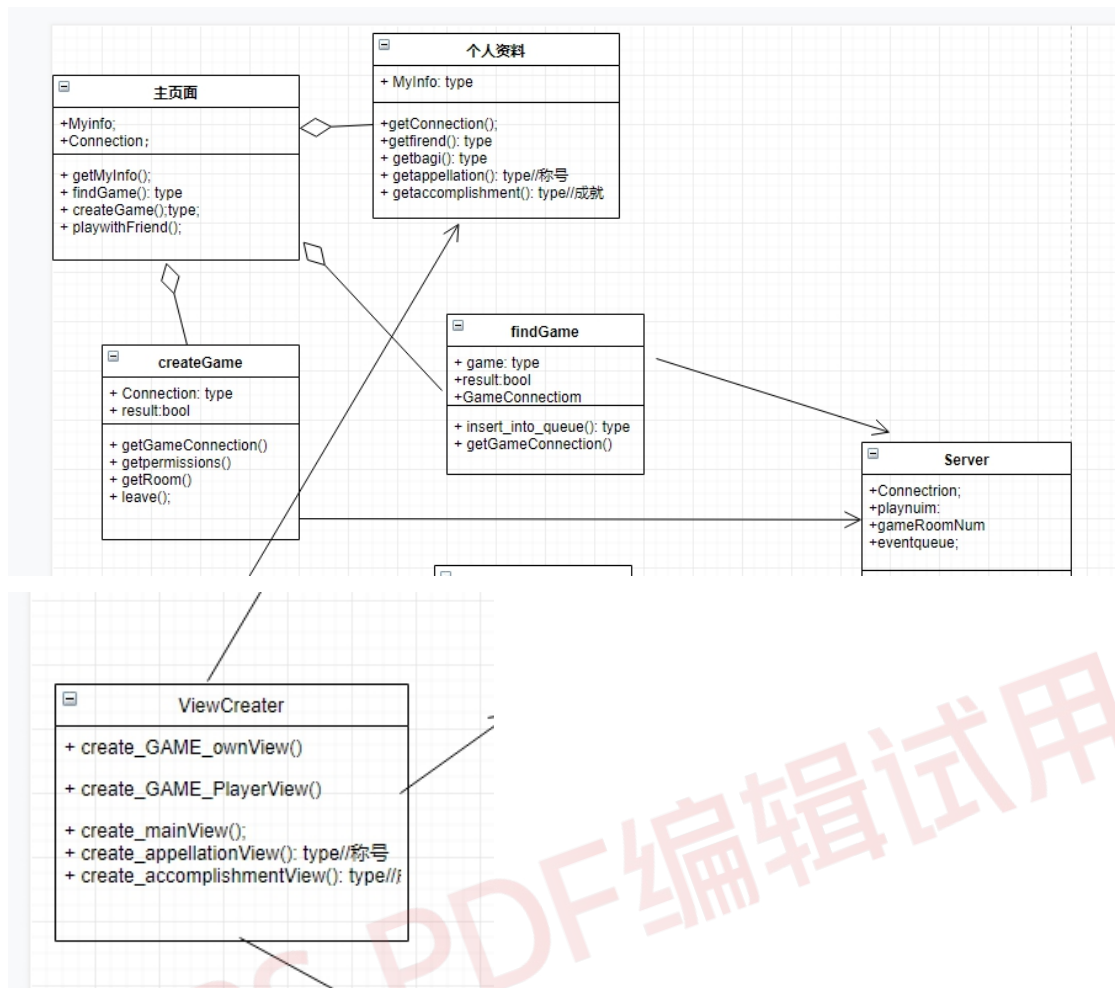 个人资料
+ MyInfo: type
+getConnection();
+getfirend(): type
+ getbagi(): type
+ getappellation(): type//称号
+ getaccomplishment(): type//成就
主页面
+Myinfo;
+Connection；
+ getMyInfo();
+ findGame(): type
+ createGame();type;
+ playwithFriend();
findGame
+ game: type
+result:bool
+GameConnectiom
+ insert_into_queue(): type
+ getGameConnection()
createGame
+ Connection: type
+ result:bool
+ getGameConnection()
+ getpermissions()
+ getRoom()
+ leave();
Server
+Connectrion;
+playnuim:
+gameRoomNum
+eventqueue;
ViewCreater
+ create_GAME_ownView()
+ create_GAME_PlayerView()
+ create_mainView();
+ create_appellationView(): type//称号
+ create_accomplishmentView(): type//
PDF编辑试用